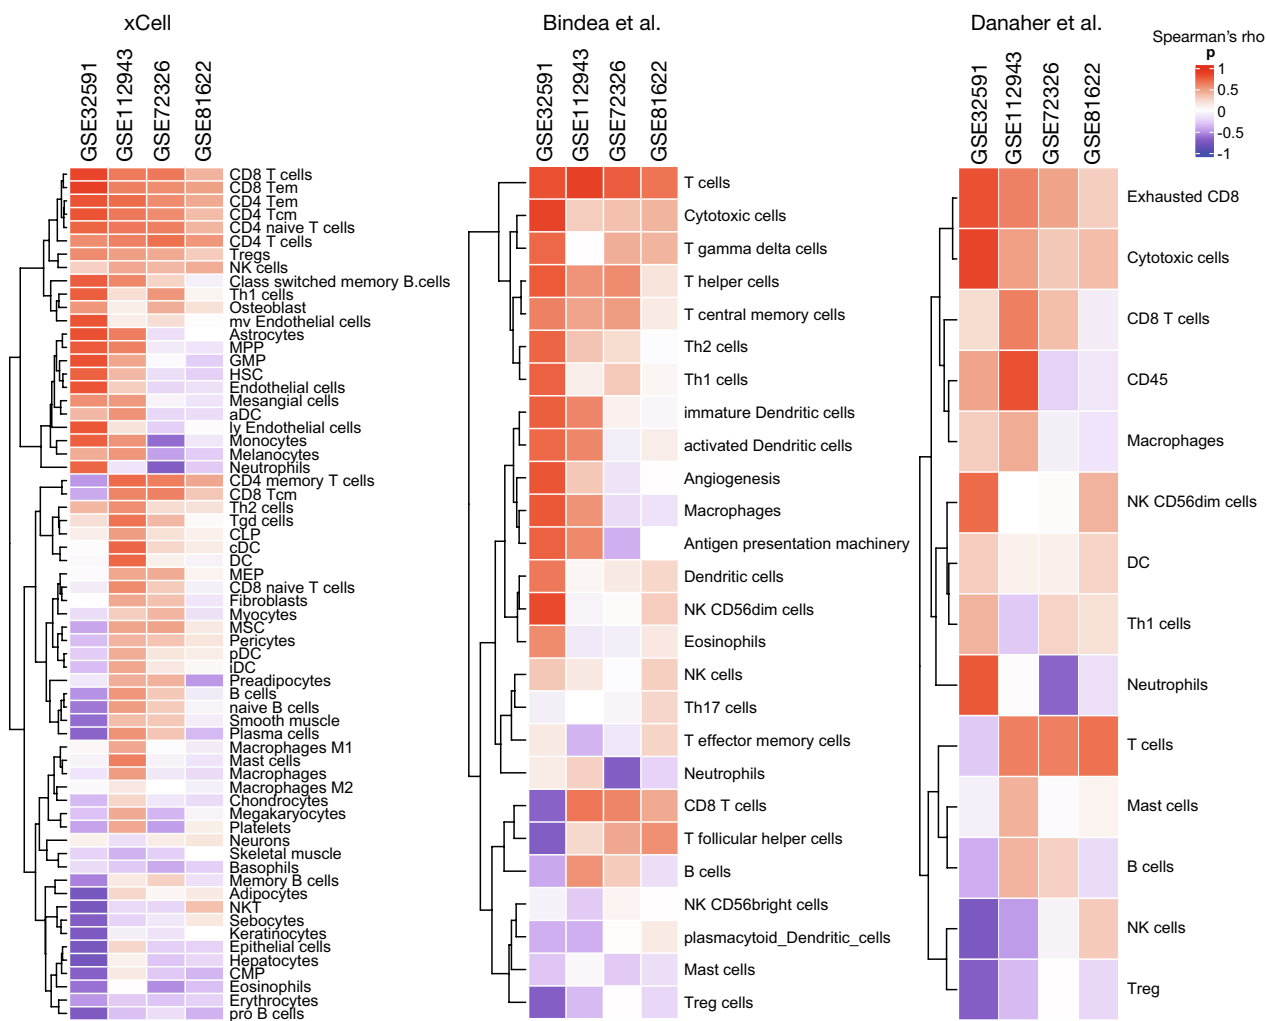 xCell
GSE32591
GSE112943
GSE72326
GSE81622
CD8 T cells
CD8 Tem
CD4 Tem
CD4 Tcm
CD4 naive T cells
CD4 T cells
Tregs
NK cells
Class switched memory B.cells
Th1 cells
Osteoblast
mv Endothelial cells
Astrocytes
MPP
GMP
HSC
Endothelial cells
Mesangial cells
aDC
ly Endothelial cells
Monocytes
Melanocytes
Neutrophils
CD4 memory T cells
CD8 Tcm
Th2 cells
Tgd cells
CLP
cDC
DC
MEP
CD8 naive T cells
Fibroblasts
Myocytes
MSC
Pericytes
pDC
iDC
Preadipocytes
B cells
naive B cells
Smooth muscle
Plasma cells
Macrophages M1
Mast cells
Macrophages
Macrophages M2
Chondrocytes
Megakaryocytes
Platelets
Neurons
Skeletal muscle
Basophils
Memory B cells
Adipocytes
NKT
Sebocytes
Keratinocytes
Epithelial cells
Hepatocytes
CMP
Eosinophils
Erythrocytes
pro B cells
Bindea et al.
GSE32591
GSE112943
GSE72326
GSE81622
T cells
Cytotoxic cells
T gamma delta cells
T helper cells
T central memory cells
Th2 cells
Th1 cells
immature Dendritic cells
activated Dendritic cells
Angiogenesis
Macrophages
Antigen presentation machinery
Dendritic cells
NK CD56dim cells
Eosinophils
NK cells
Th17 cells
T effector memory cells
Neutrophils
CD8 T cells
T follicular helper cells
B cells
NK CD56bright cells
plasmacytoid_Dendritic_cells
Mast cells
Treg cells
Danaher et al.
GSE32591
GSE112943
GSE72326
GSE81622
Exhausted CD8
Cytotoxic cells
CD8 T cells
CD45
Macrophages
NK CD56dim cells
DC
Th1 cells
Neutrophils
T cells
Mast cells
B cells
NK cells
Treg
Spearman's rho
p
1
0.5
0
-0.5
-1